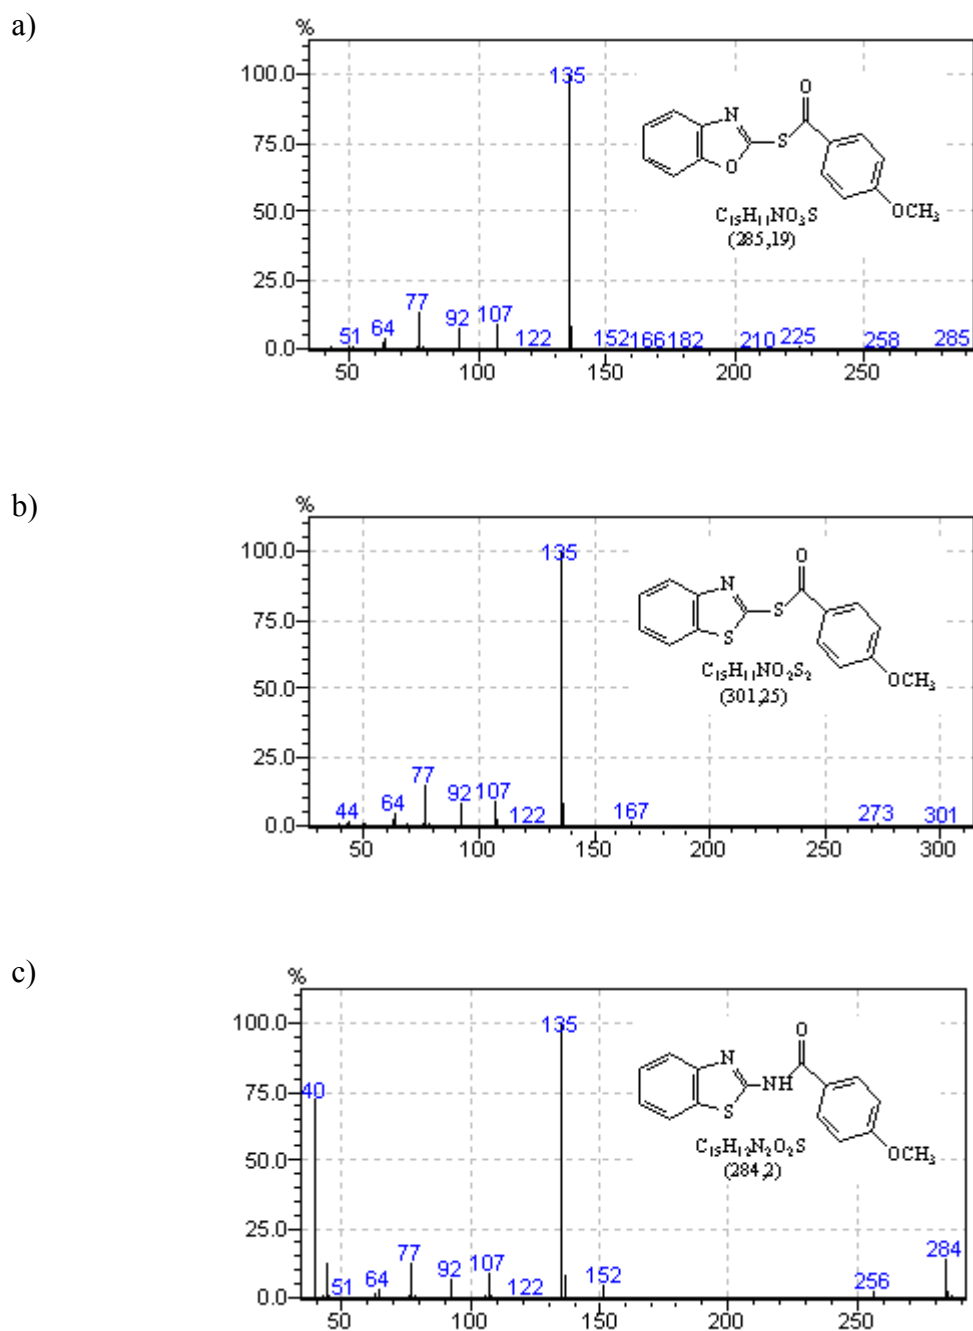 a)
%
100.0
75.0
50.0
25.0
0.0
135
77
51 64 92 107 122 152 166 182 210 225 258 285
50 100 150 200 250
N
O
S
O
OCH₃
C₁₅H₁₁NO₃S
(285,19)
b)
%
100.0
75.0
50.0
25.0
0.0
135
77
44 64 92 107 122 167 273 301
50 100 150 200 250 300
N
S
S
O
OCH₃
C₁₅H₁₁NO₂S₂
(301,25)
c)
%
100.0
75.0
50.0
25.0
0.0
135
40
77
51 64 92 107 122 152 256 284
50 100 150 200 250
N
S
NH
O
OCH₃
C₁₅H₁₂N₂O₂S
(284,2)